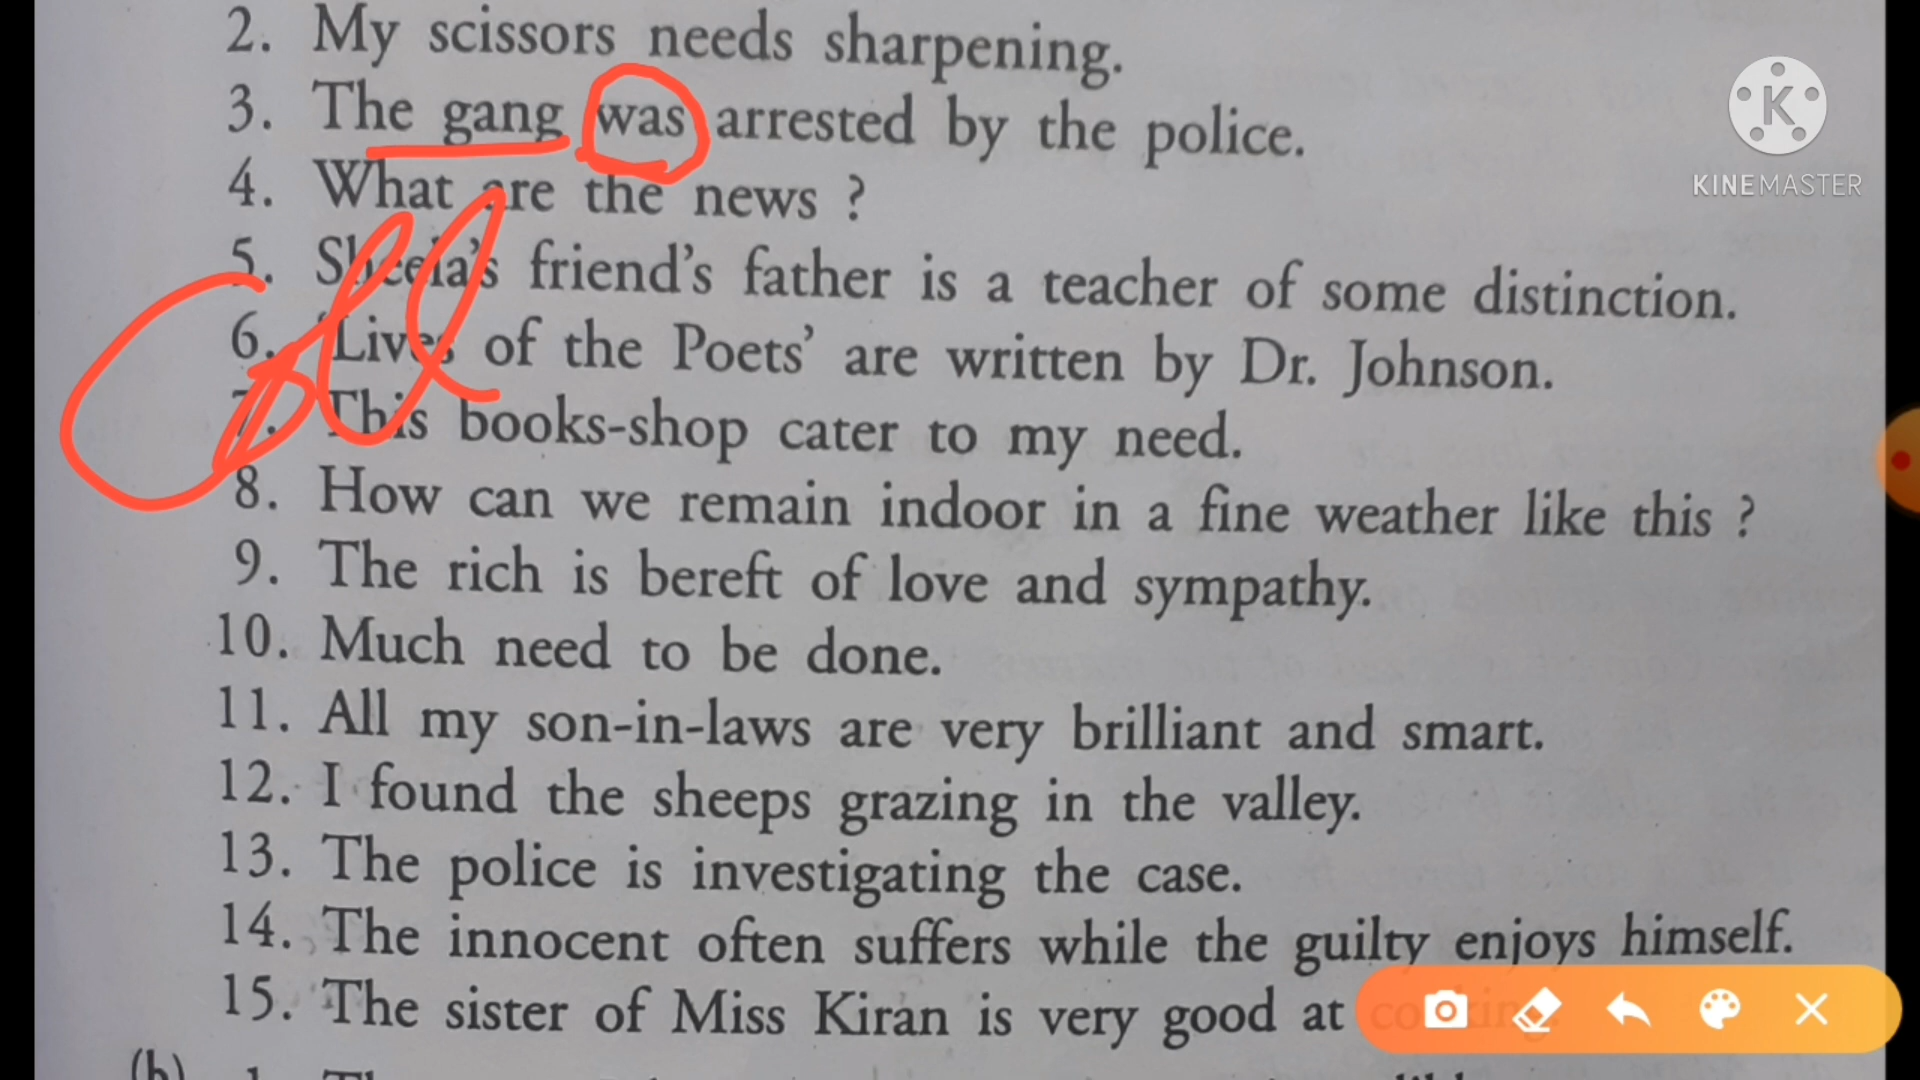 2. My scissors needs sharpening.
3. The gang was arrested by the police.
4. What are the news ?
5. Sheela's friend's father is a teacher of some distinction.
6. 'Lives of the Poets' are written by Dr. Johnson.
7. This books-shop cater to my need.
8. How can we remain indoor in a fine weather like this ?
9. The rich is bereft of love and sympathy.
10. Much need to be done.
11. All my son-in-laws are very brilliant and smart.
12. I found the sheeps grazing in the valley.
13. The police is investigating the case.
14. The innocent often suffers while the guilty enjoys himself.
15. The sister of Miss Kiran is very good at
(b) 1.
Coll
K
KINEMASTER